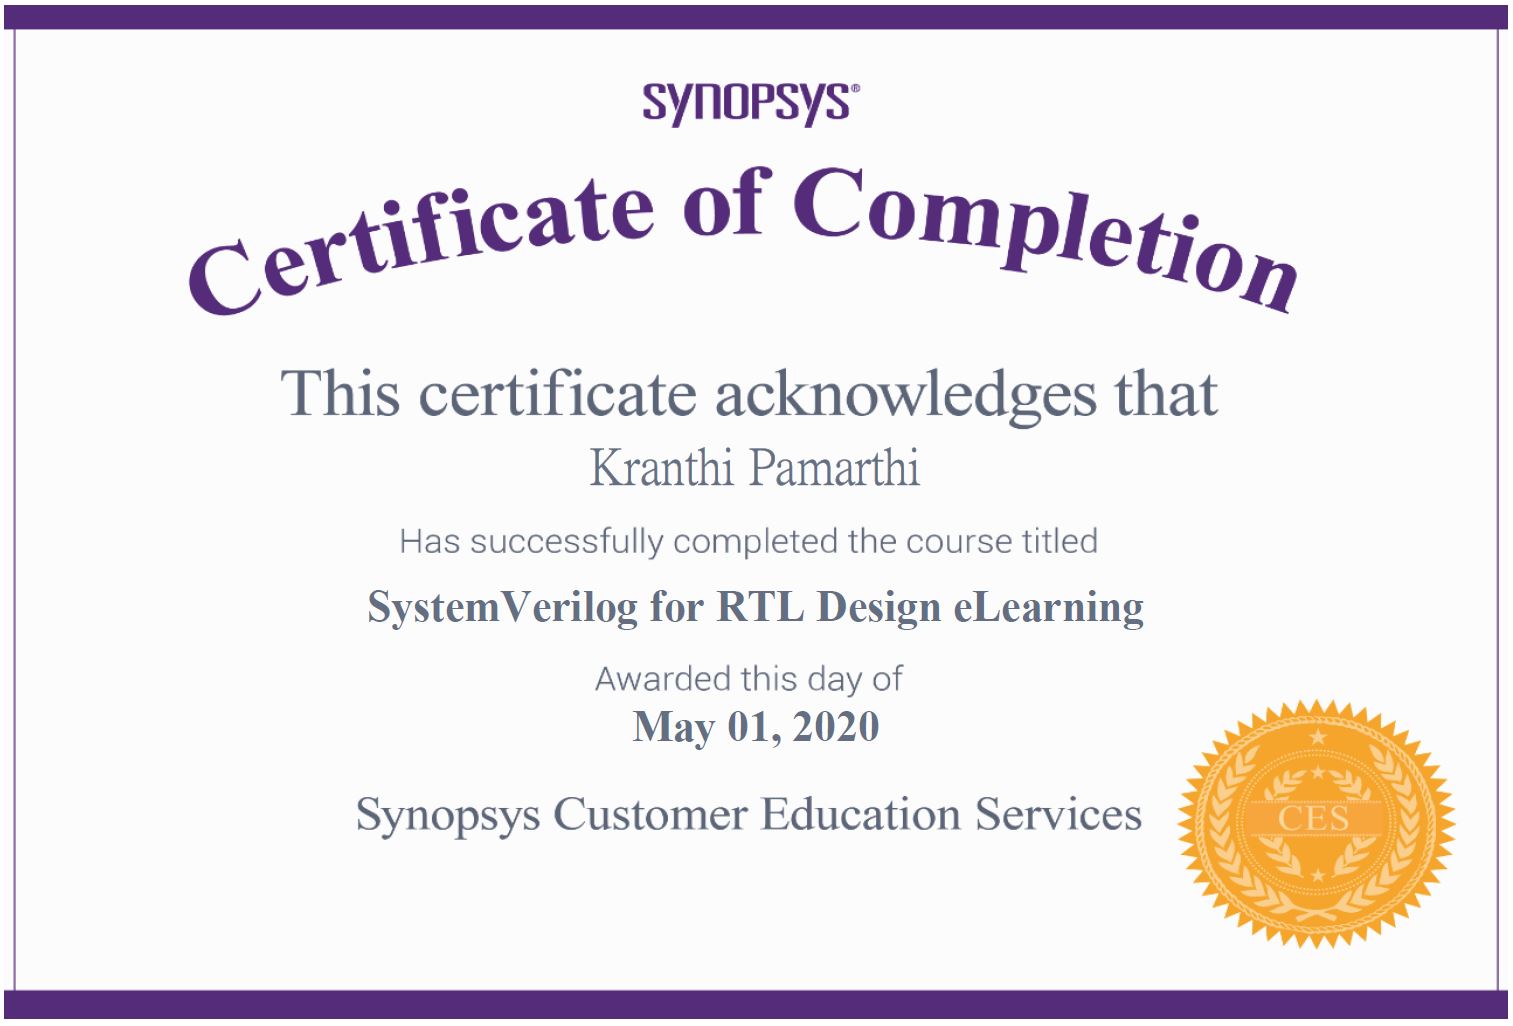 SYNOPSYS®
Certificate of Completion
This certificate acknowledges that
Kranthi Pamarthi
Has successfully completed the course titled
SystemVerilog for RTL Design eLearning
Awarded this day of
May 01, 2020
Synopsys Customer Education Services
CES